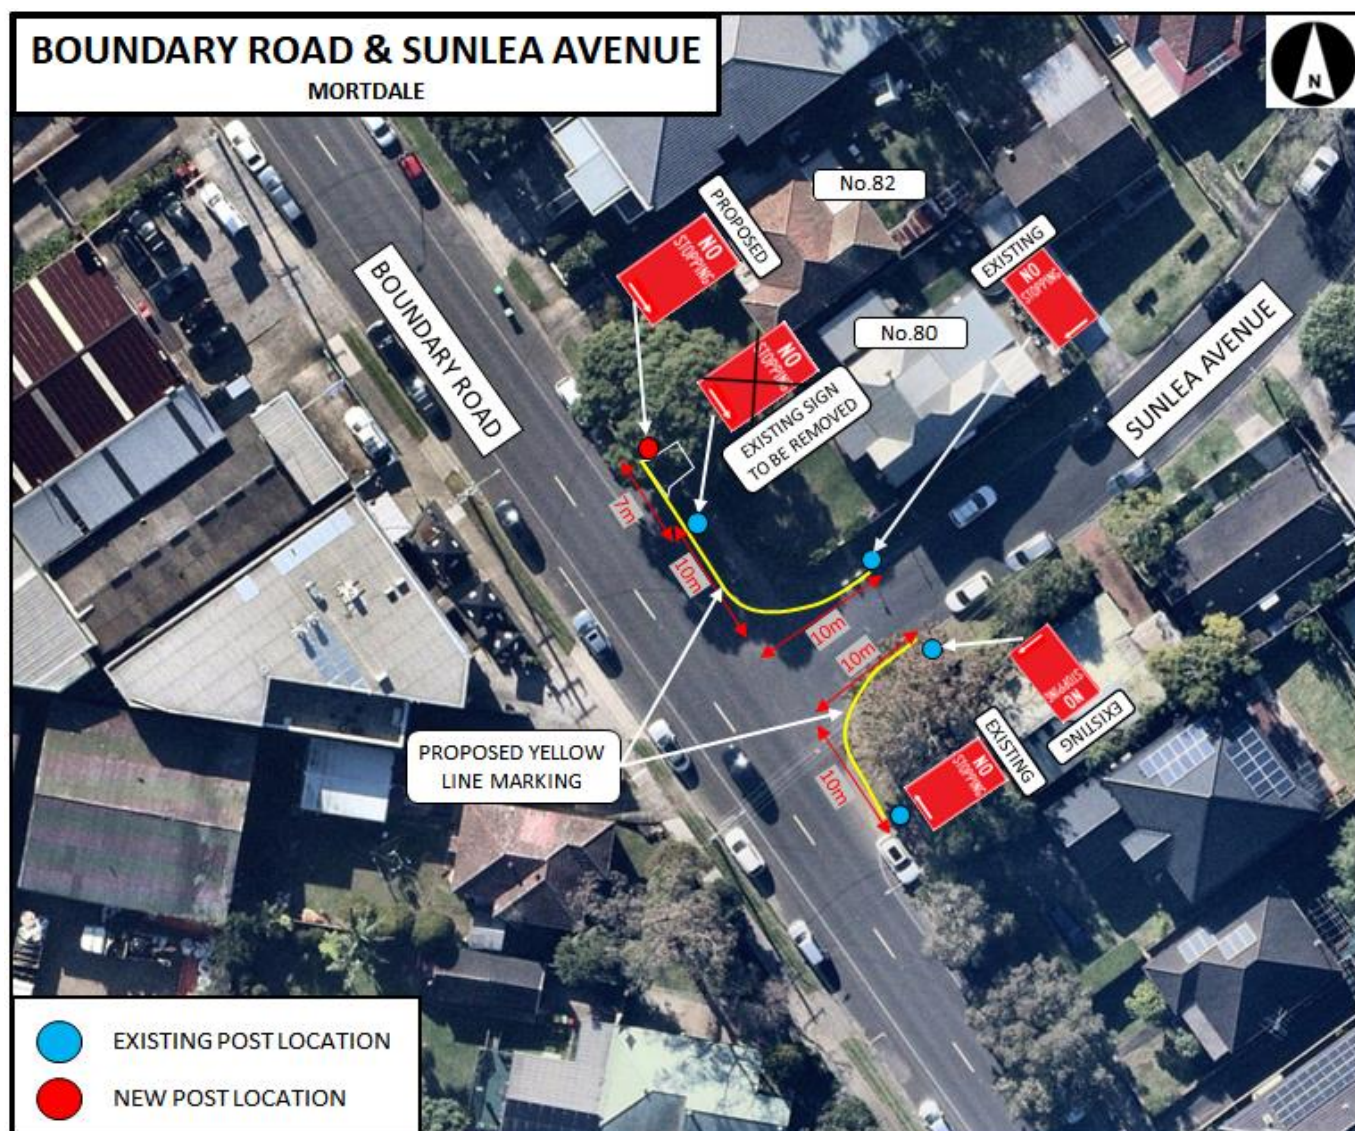 BOUNDARY ROAD & SUNLEA AVENUE
MORTDALE
N
No.82
PROPOSED
NO
STOPPING
EXISTING
NO
STOPPING
BOUNDARY ROAD
No.80
SUNLEA AVENUE
NO
STOPPING
EXISTING SIGN
TO BE REMOVED
7m
10m
10m
10m
NO
STOPPING
EXISTING
PROPOSED YELLOW
LINE MARKING
EXISTING
NO
STOPPING
10m
EXISTING POST LOCATION
NEW POST LOCATION